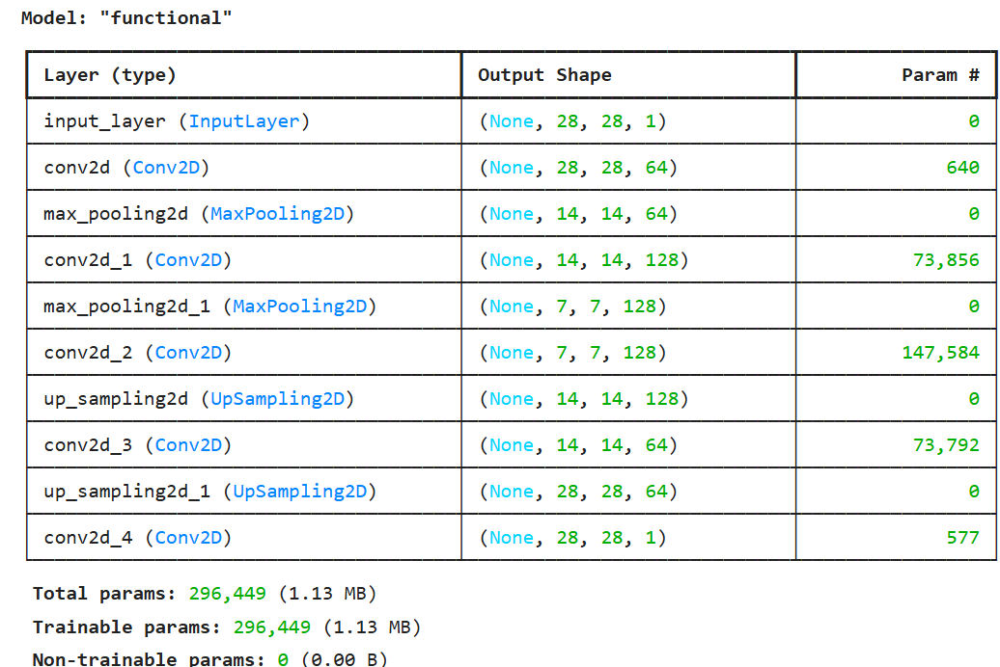 Model: "functional"
Layer (type) Output Shape Param #
input_layer (InputLayer) (None, 28, 28, 1) 0
conv2d (Conv2D) (None, 28, 28, 64) 640
max_pooling2d (MaxPooling2D) (None, 14, 14, 64) 0
conv2d_1 (Conv2D) (None, 14, 14, 128) 73,856
max_pooling2d_1 (MaxPooling2D) (None, 7, 7, 128) 0
conv2d_2 (Conv2D) (None, 7, 7, 128) 147,584
up_sampling2d (UpSampling2D) (None, 14, 14, 128) 0
conv2d_3 (Conv2D) (None, 14, 14, 64) 73,792
up_sampling2d_1 (UpSampling2D) (None, 28, 28, 64) 0
conv2d_4 (Conv2D) (None, 28, 28, 1) 577
Total params: 296,449 (1.13 MB)
Trainable params: 296,449 (1.13 MB)
Non-trainable params: 0 (0.00 B)